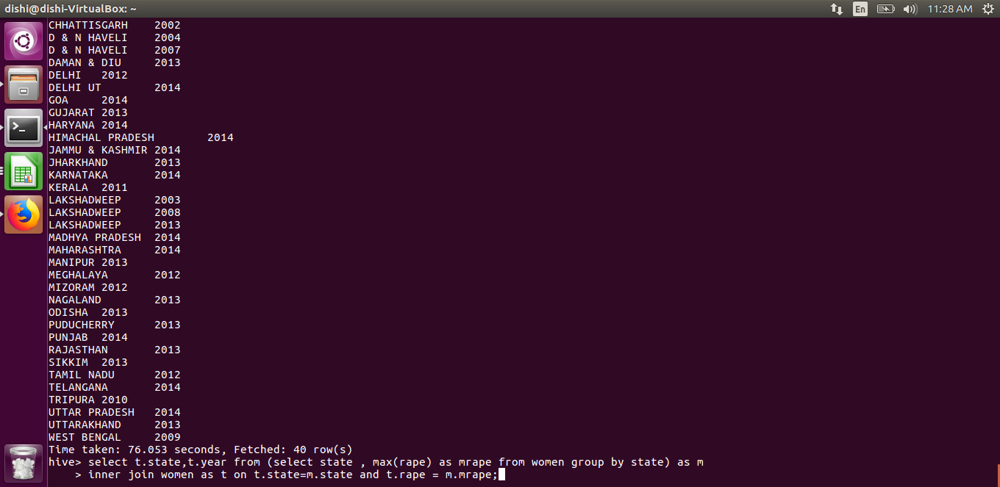 dishi@dishi-VirtualBox: ~
En
11:28 AM
CHHATTISGARH 2002
D & N HAVELI 2004
D & N HAVELI 2007
DAMAN & DIU 2013
DELHI 2012
DELHI UT 2014
GOA 2014
GUJARAT 2013
HARYANA 2014
HIMACHAL PRADESH 2014
JAMMU & KASHMIR 2014
JHARKHAND 2013
KARNATAKA 2014
KERALA 2011
LAKSHADWEEP 2003
LAKSHADWEEP 2008
LAKSHADWEEP 2013
MADHYA PRADESH 2014
MAHARASHTRA 2014
MANIPUR 2013
MEGHALAYA 2012
MIZORAM 2012
NAGALAND 2013
ODISHA 2013
PUDUCHERRY 2013
PUNJAB 2014
RAJASTHAN 2013
SIKKIM 2013
TAMIL NADU 2012
TELANGANA 2014
TRIPURA 2010
UTTAR PRADESH 2014
UTTARAKHAND 2013
WEST BENGAL 2009
Time taken: 76.053 seconds, Fetched: 40 row(s)
hive> select t.state,t.year from (select state , max(rape) as mrape from women group by state) as m
> inner join women as t on t.state=m.state and t.rape = m.mrape;